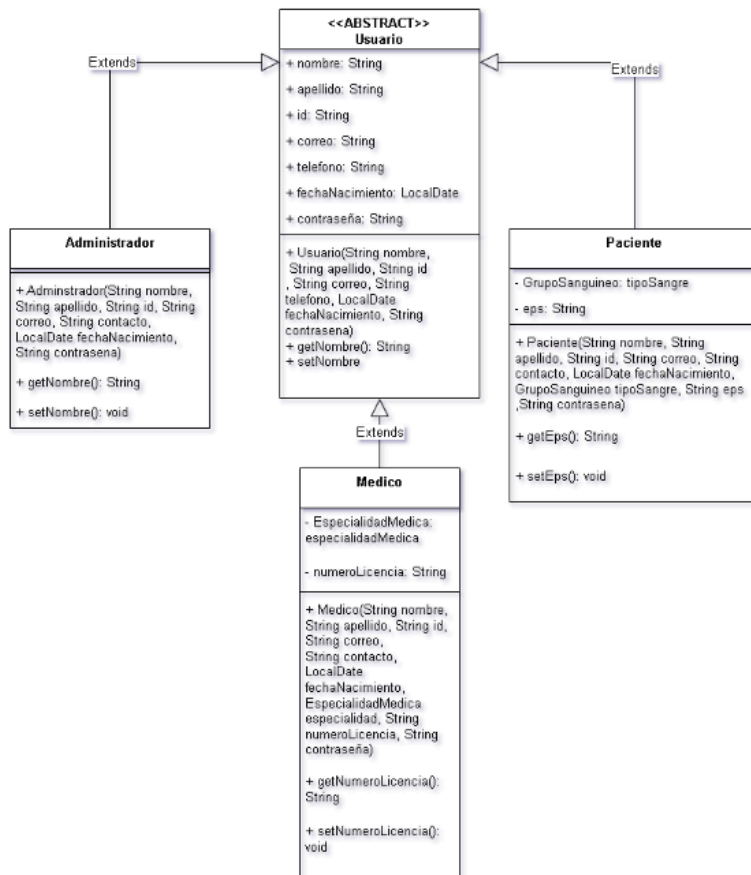 <<ABSTRACT>>
Usuario
+ nombre: String
+ apellido: String
+ id: String
+ correo: String
+ telefono: String
+ fechaNacimiento: LocalDate
+ contraseña: String
+ Usuario(String nombre,
String apellido, String id
, String correo, String
telefono, LocalDate
fechaNacimiento, String
contrasena)
+ getNombre(): String
+ setNombre
Extends
Extends
Extends
Administrador
+ Adminstrador(String nombre,
String apellido, String id, String
correo, String contacto,
LocalDate fechaNacimiento,
String contrasena)
+ getNombre(): String
+ setNombre(): void
Paciente
- GrupoSanguineo: tipoSangre
- eps: String
+ Paciente(String nombre, String
apellido, String id, String correo, String
contacto, LocalDate fechaNacimiento,
GrupoSanguineo tipoSangre, String eps
,String contrasena)
+ getEps(): String
+ setEps(): void
Medico
- EspecialidadMedica:
especialidadMedica
- numeroLicencia: String
+ Medico(String nombre,
String apellido, String id,
String correo,
String contacto,
LocalDate
fechaNacimiento,
EspecialidadMedica
especialidad, String
numeroLicencia, String
contraseña)
+ getNumeroLicencia():
String
+ setNumeroLicencia():
void